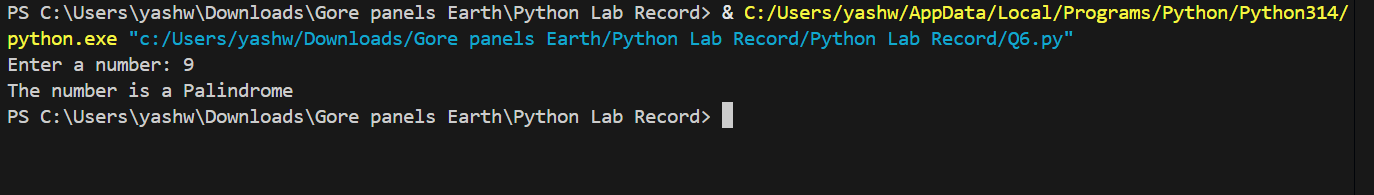 PS C:\Users\yashw\Downloads\Gore panels Earth\Python Lab Record> & C:/Users/yashw/AppData/Local/Programs/Python/Python314/
python.exe "c:/Users/yashw/Downloads/Gore panels Earth/Python Lab Record/Python Lab Record/Q6.py"
Enter a number: 9
The number is a Palindrome
PS C:\Users\yashw\Downloads\Gore panels Earth\Python Lab Record>